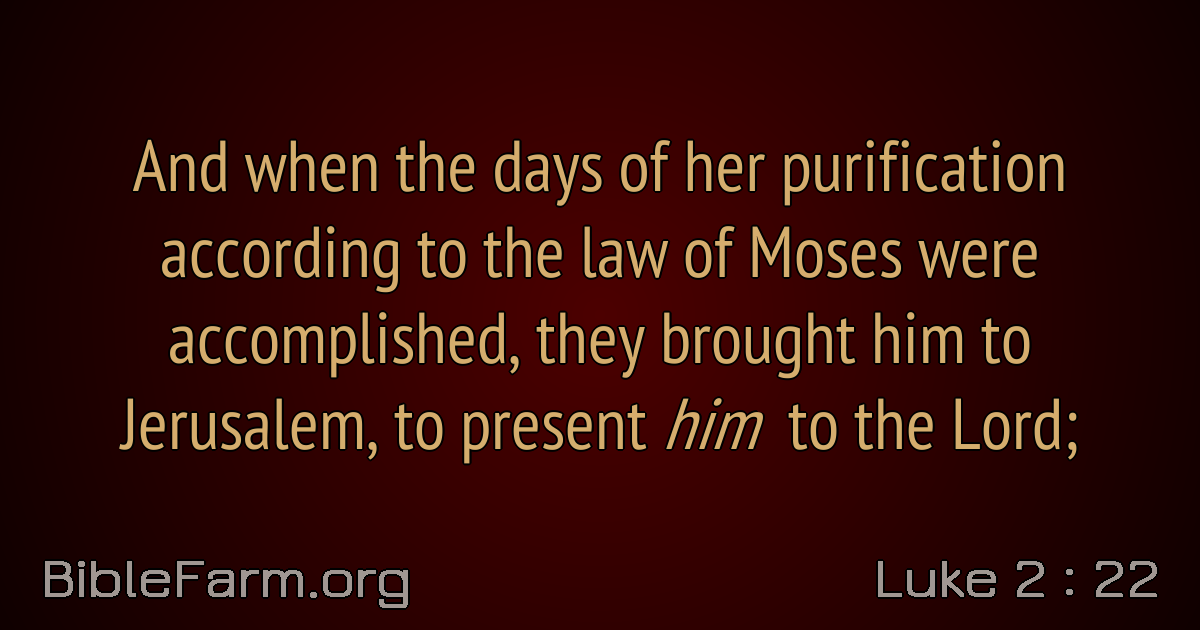 And when the days of her purification
according to the law of Moses were
accomplished, they brought him to
Jerusalem, to present him to the Lord;
BibleFarm.org
Luke 2 : 22